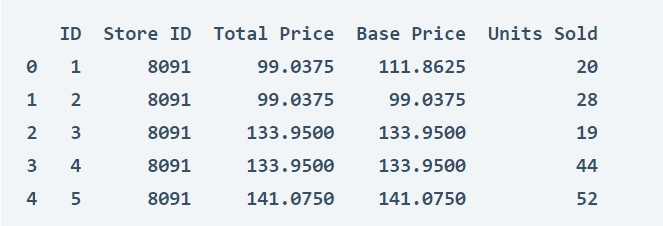 ID Store ID Total Price Base Price Units Sold
0 1 8091 99.0375 111.8625 20
1 2 8091 99.0375 99.0375 28
2 3 8091 133.9500 133.9500 19
3 4 8091 133.9500 133.9500 44
4 5 8091 141.0750 141.0750 52